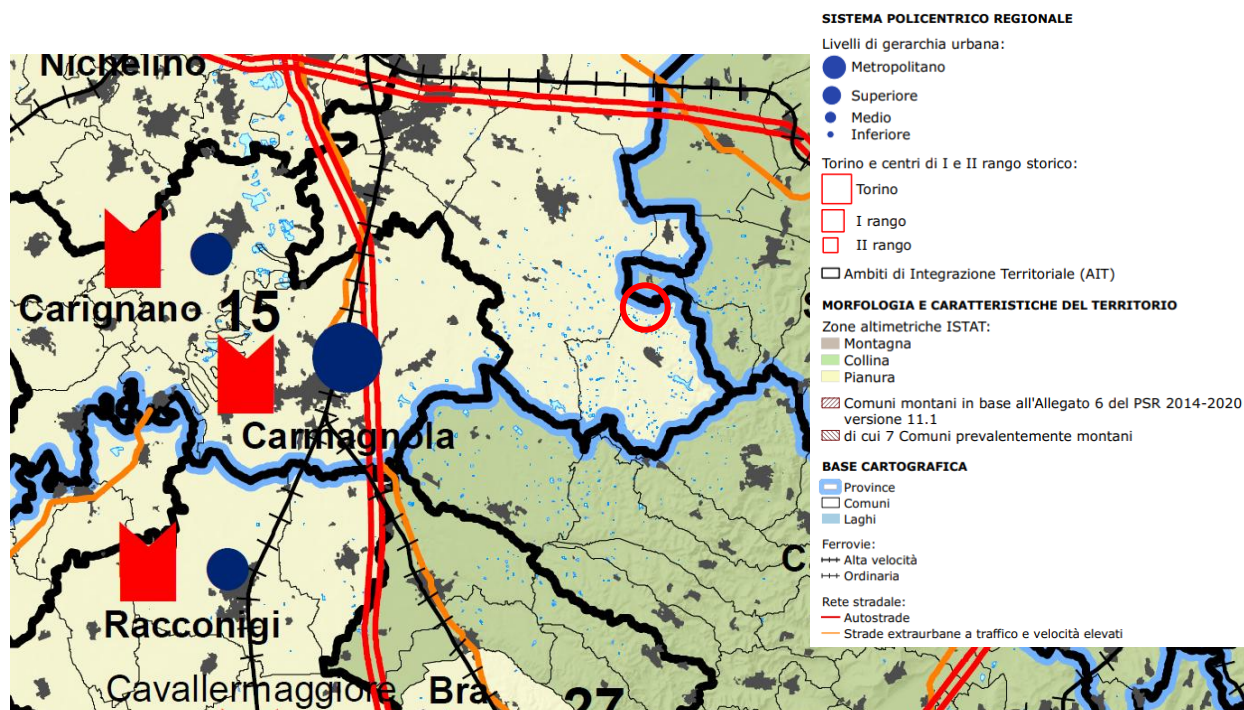 Nichelino
Carignano
15
Carmagnola
Racconigi
Cavallermaggiore
Bra
27
SISTEMA POLICENTRICO REGIONALE
Livelli di gerarchia urbana:
Metropolitano
Superiore
Medio
Inferiore
Torino e centri di I e II rango storico:
Torino
I rango
II rango
Ambiti di Integrazione Territoriale (AIT)
MORFOLOGIA E CARATTERISTICHE DEL TERRITORIO
Zone altimetriche ISTAT:
Montagna
Collina
Pianura
Comuni montani in base all'Allegato 6 del PSR 2014-2020
versione 11.1
di cui 7 Comuni prevalentemente montani
BASE CARTOGRAFICA
Province
Comuni
Laghi
Ferrovie:
Alta velocità
Ordinaria
Rete stradale:
Autostrade
Strade extraurbane a traffico e velocità elevati